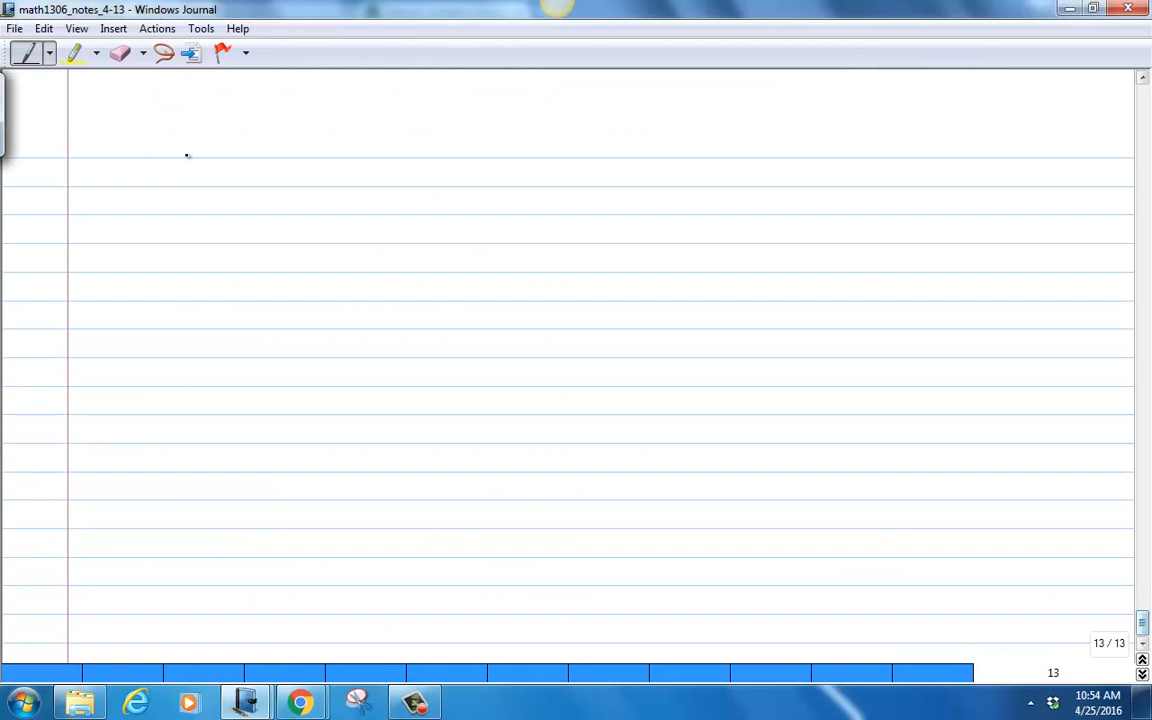 math1306_notes_4-13 - Windows Journal
File Edit View Insert Actions Tools Help
13 / 13
13
10:54 AM
4/25/2016